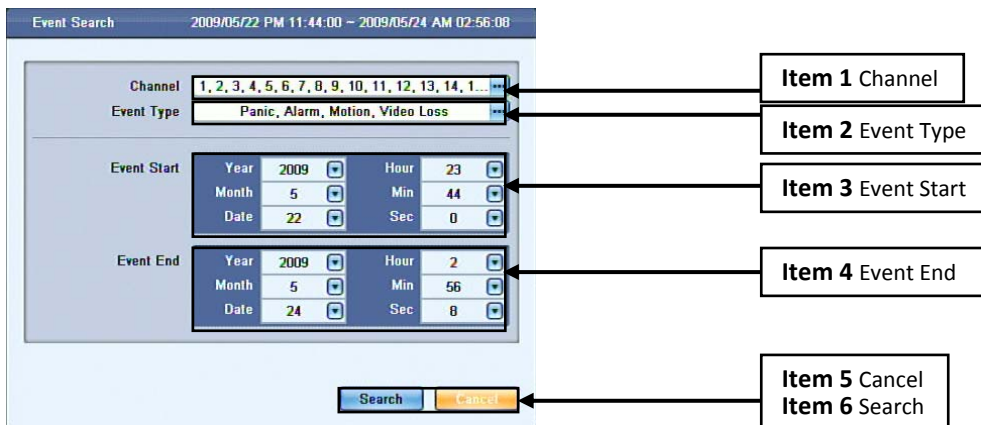 Event Search 2009/05/22 PM 11:44:00 ~ 2009/05/24 AM 02:56:08
Channel 1, 2, 3, 4, 5, 6, 7, 8, 9, 10, 11, 12, 13, 14, 1... ...
Event Type Panic, Alarm, Motion, Video Loss ...
Event Start Year 2009 Hour 23
Month 5 Min 44
Date 22 Sec 0
Event End Year 2009 Hour 2
Month 5 Min 56
Date 24 Sec 8
Search Cancel
Item 1 Channel
Item 2 Event Type
Item 3 Event Start
Item 4 Event End
Item 5 Cancel
Item 6 Search